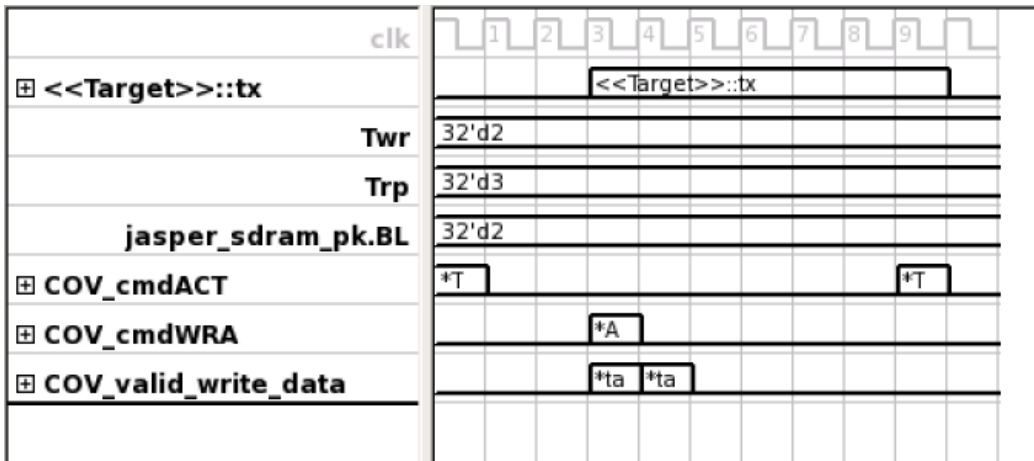 clk 1 2 3 4 5 6 7 8 9
<<Target>>::tx <<Target>>::tx
Twr 32'd2
Trp 32'd3
jasper_sdram_pk.BL 32'd2
COV_cmdACT *T *T
COV_cmdWRA *A
COV_valid_write_data *ta *ta